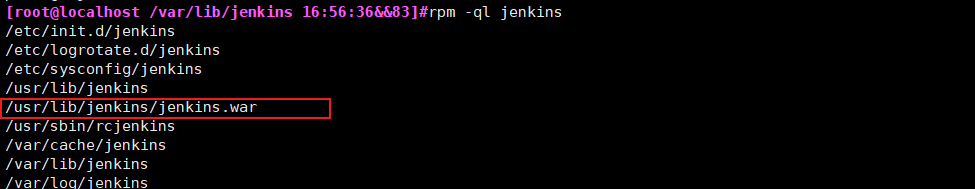 [root@localhost /var/lib/jenkins 16:56:36&&83]#rpm -ql jenkins
/etc/init.d/jenkins
/etc/logrotate.d/jenkins
/etc/sysconfig/jenkins
/usr/lib/jenkins
/usr/lib/jenkins/jenkins.war
/usr/sbin/rcjenkins
/var/cache/jenkins
/var/lib/jenkins
/var/log/jenkins